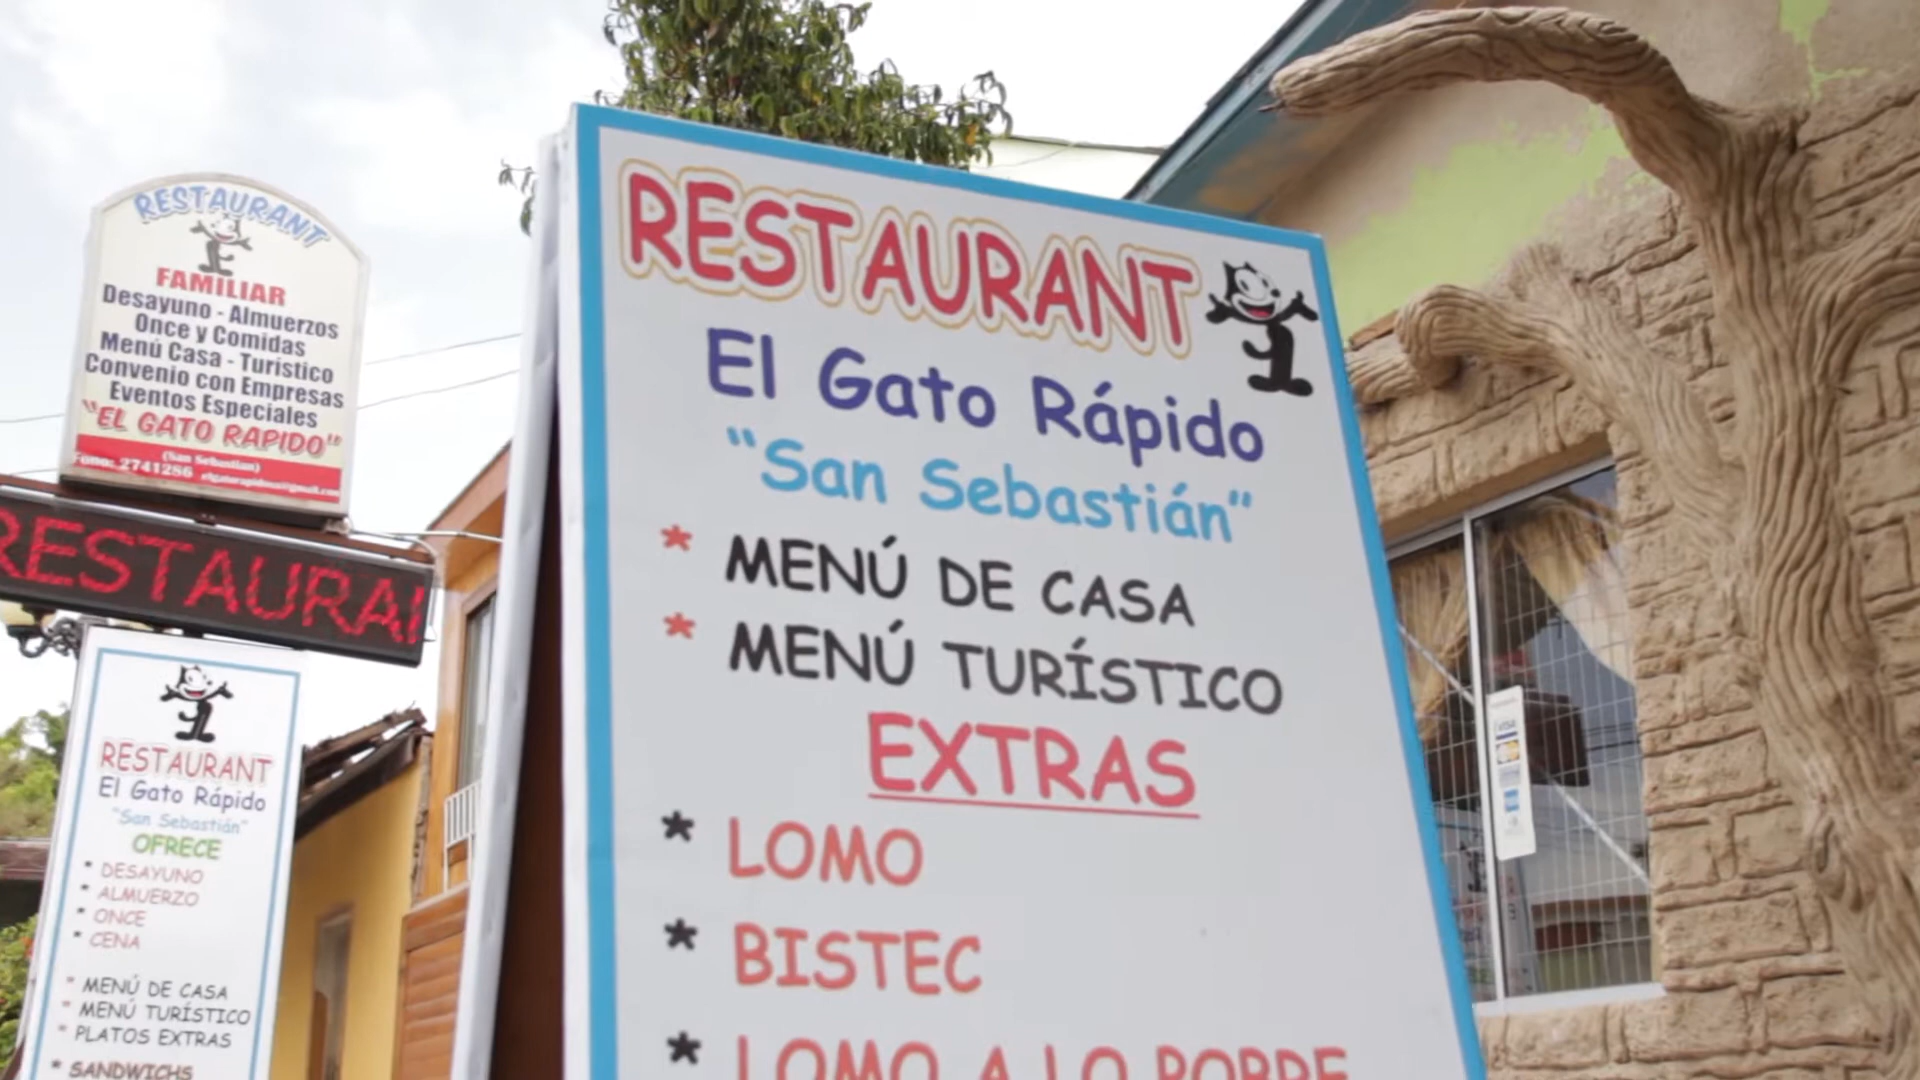 RESTAURANT
FAMILIAR
Desayuno - Almuerzos
Once y Comidas
Menú Casa - Turístico
Convenio con Empresas
Eventos Especiales
"EL GATO RAPIDO"
(San Sebastian)
Fono: 2741286
RESTAURA
RESTAURANT
El Gato Rápido
"San Sebastián"
OFRECE
* DESAYUNO
* ALMUERZO
* ONCE
* CENA
* MENÚ DE CASA
* MENÚ TURÍSTICO
* PLATOS EXTRAS
* SANDWICHS
RESTAURANT
El Gato Rápido
"San Sebastián"
* MENÚ DE CASA
* MENÚ TURÍSTICO
EXTRAS
* LOMO
* BISTEC
* LOMO A LO POBRE
VISA